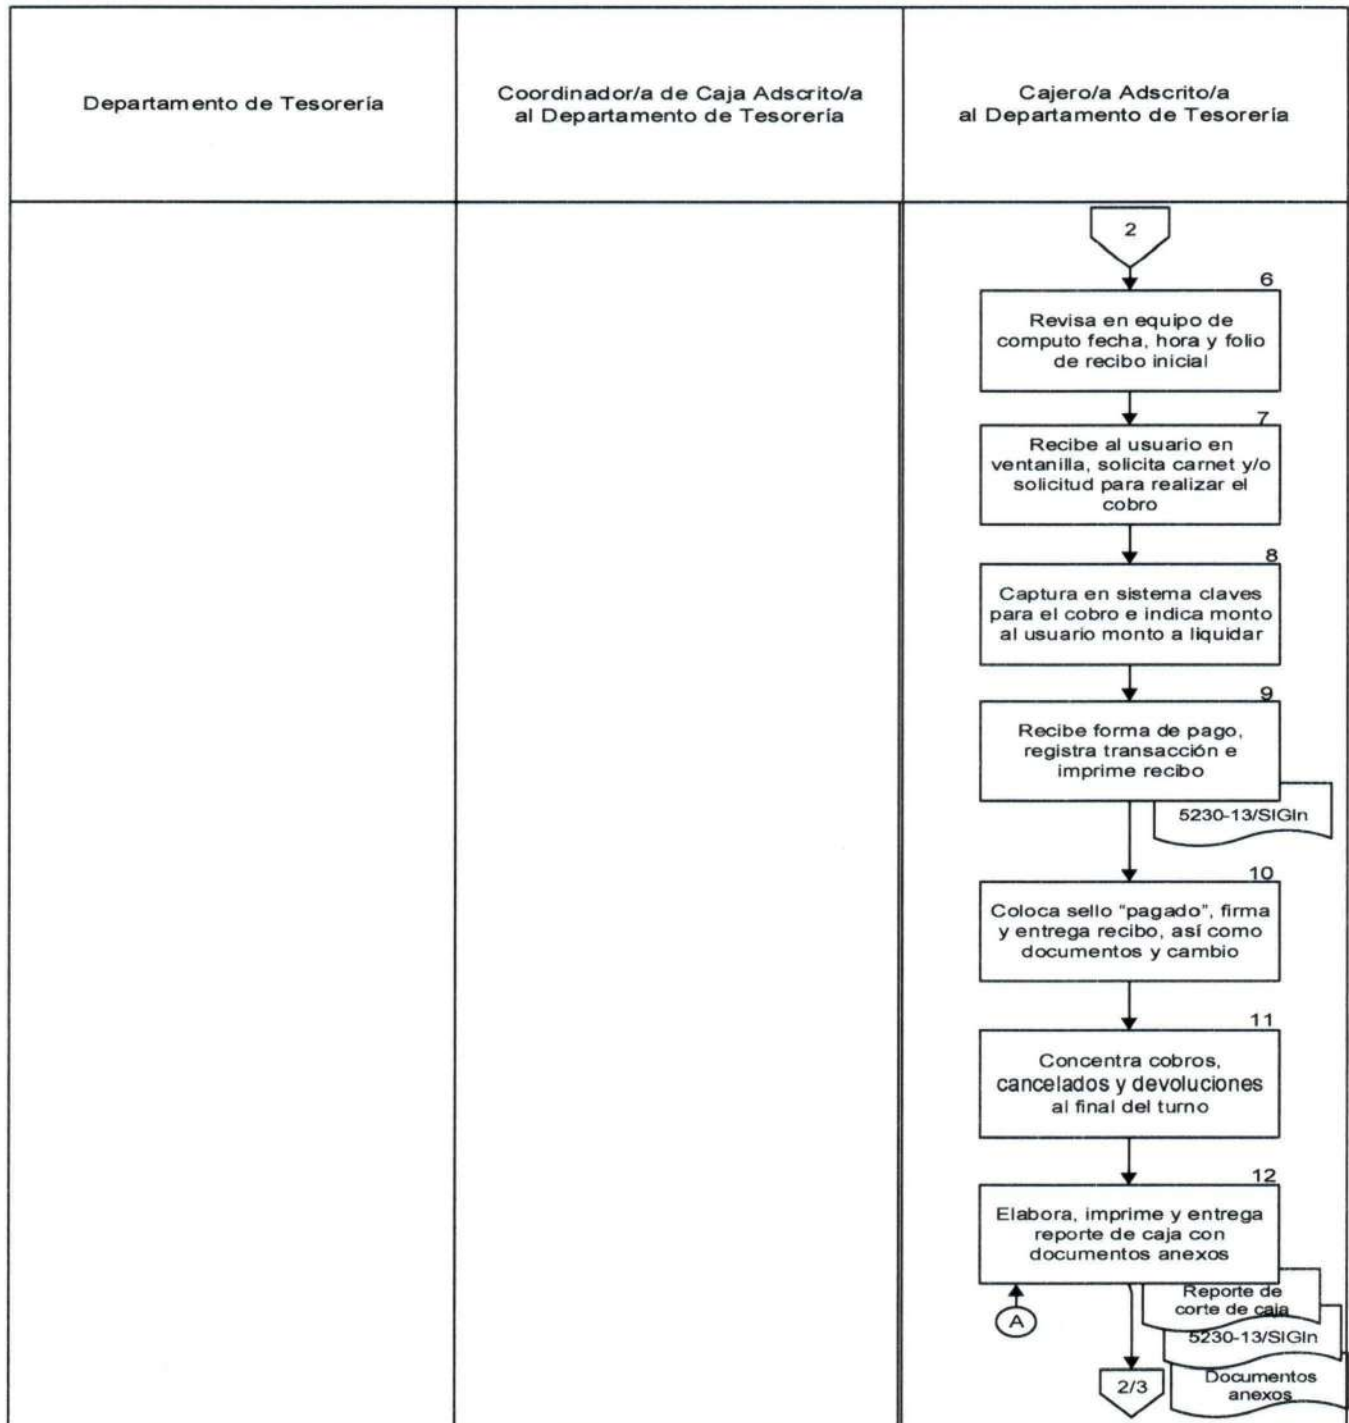 Departamento de Tesorería
Coordinador/a de Caja Adscrito/a
al Departamento de Tesorería
Cajero/a Adscrito/a
al Departamento de Tesorería
2
6
Revisa en equipo de
computo fecha, hora y folio
de recibo inicial
7
Recibe al usuario en
ventanilla, solicita carnet y/o
solicitud para realizar el
cobro
8
Captura en sistema claves
para el cobro e indica monto
al usuario monto a liquidar
9
Recibe forma de pago,
registra transacción e
imprime recibo
5230-13/SIGIn
10
Coloca sello "pagado", firma
y entrega recibo, así como
documentos y cambio
11
Concentra cobros,
cancelados y devoluciones
al final del turno
12
Elabora, imprime y entrega
reporte de caja con
documentos anexos
Reporte de
corte de caja
A
5230-13/SIGIn
Documentos
anexos
2/3